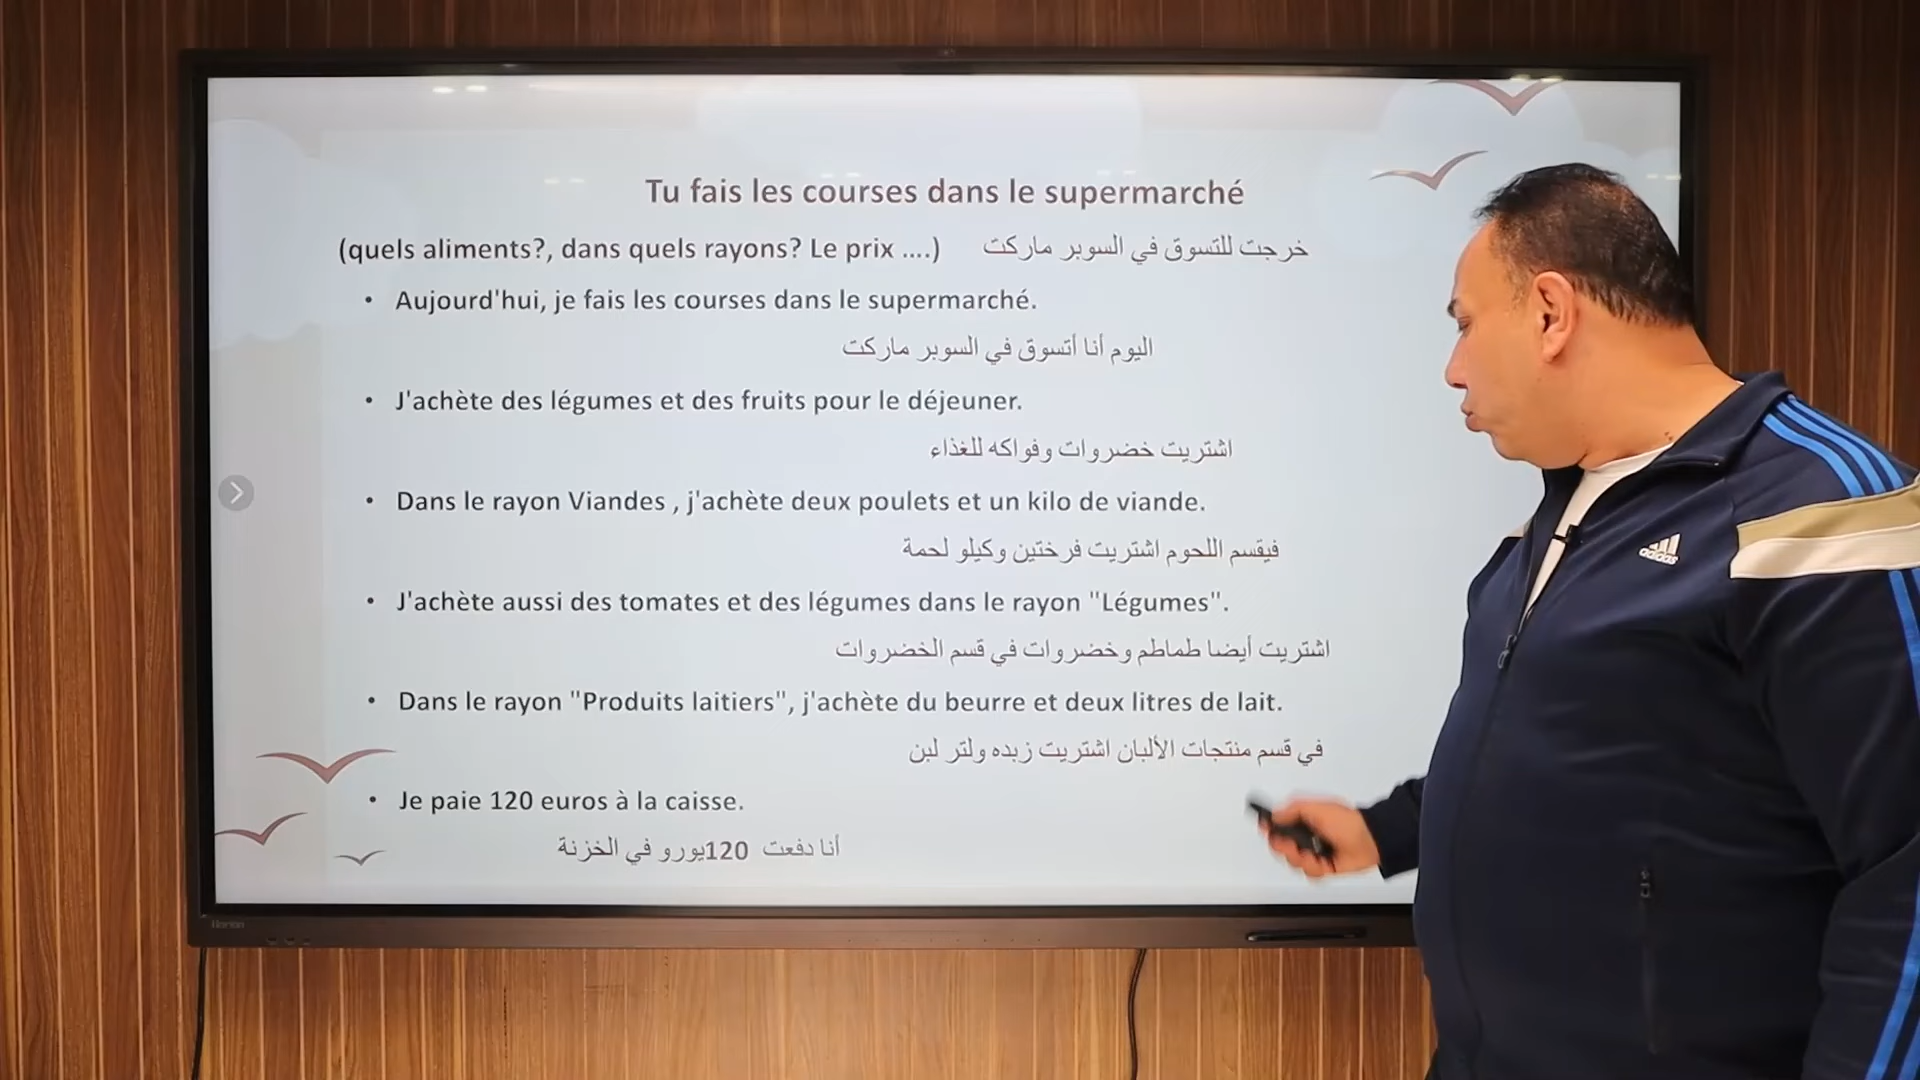 Tu fais les courses dans le supermarché
(quels aliments?, dans quels rayons? Le prix ....) خرجت للتسوق في السوبر ماركت
• Aujourd'hui, je fais les courses dans le supermarché.
اليوم أنا أتسوق في السوبر ماركت
• J'achète des légumes et des fruits pour le déjeuner.
اشتريت خضروات وفواكه للغذاء
• Dans le rayon Viandes , j'achète deux poulets et un kilo de viande.
فيقسم اللحوم اشتريت فرختين وكيلو لحمة
• J'achète aussi des tomates et des légumes dans le rayon "Légumes".
اشتريت أيضا طماطم وخضروات في قسم الخضروات
• Dans le rayon "Produits laitiers", j'achète du beurre et deux litres de lait.
في قسم منتجات الألبان اشتريت زبده ولتر لبن
• Je paie 120 euros à la caisse.
أنا دفعت 120يورو في الخزنة
adidas